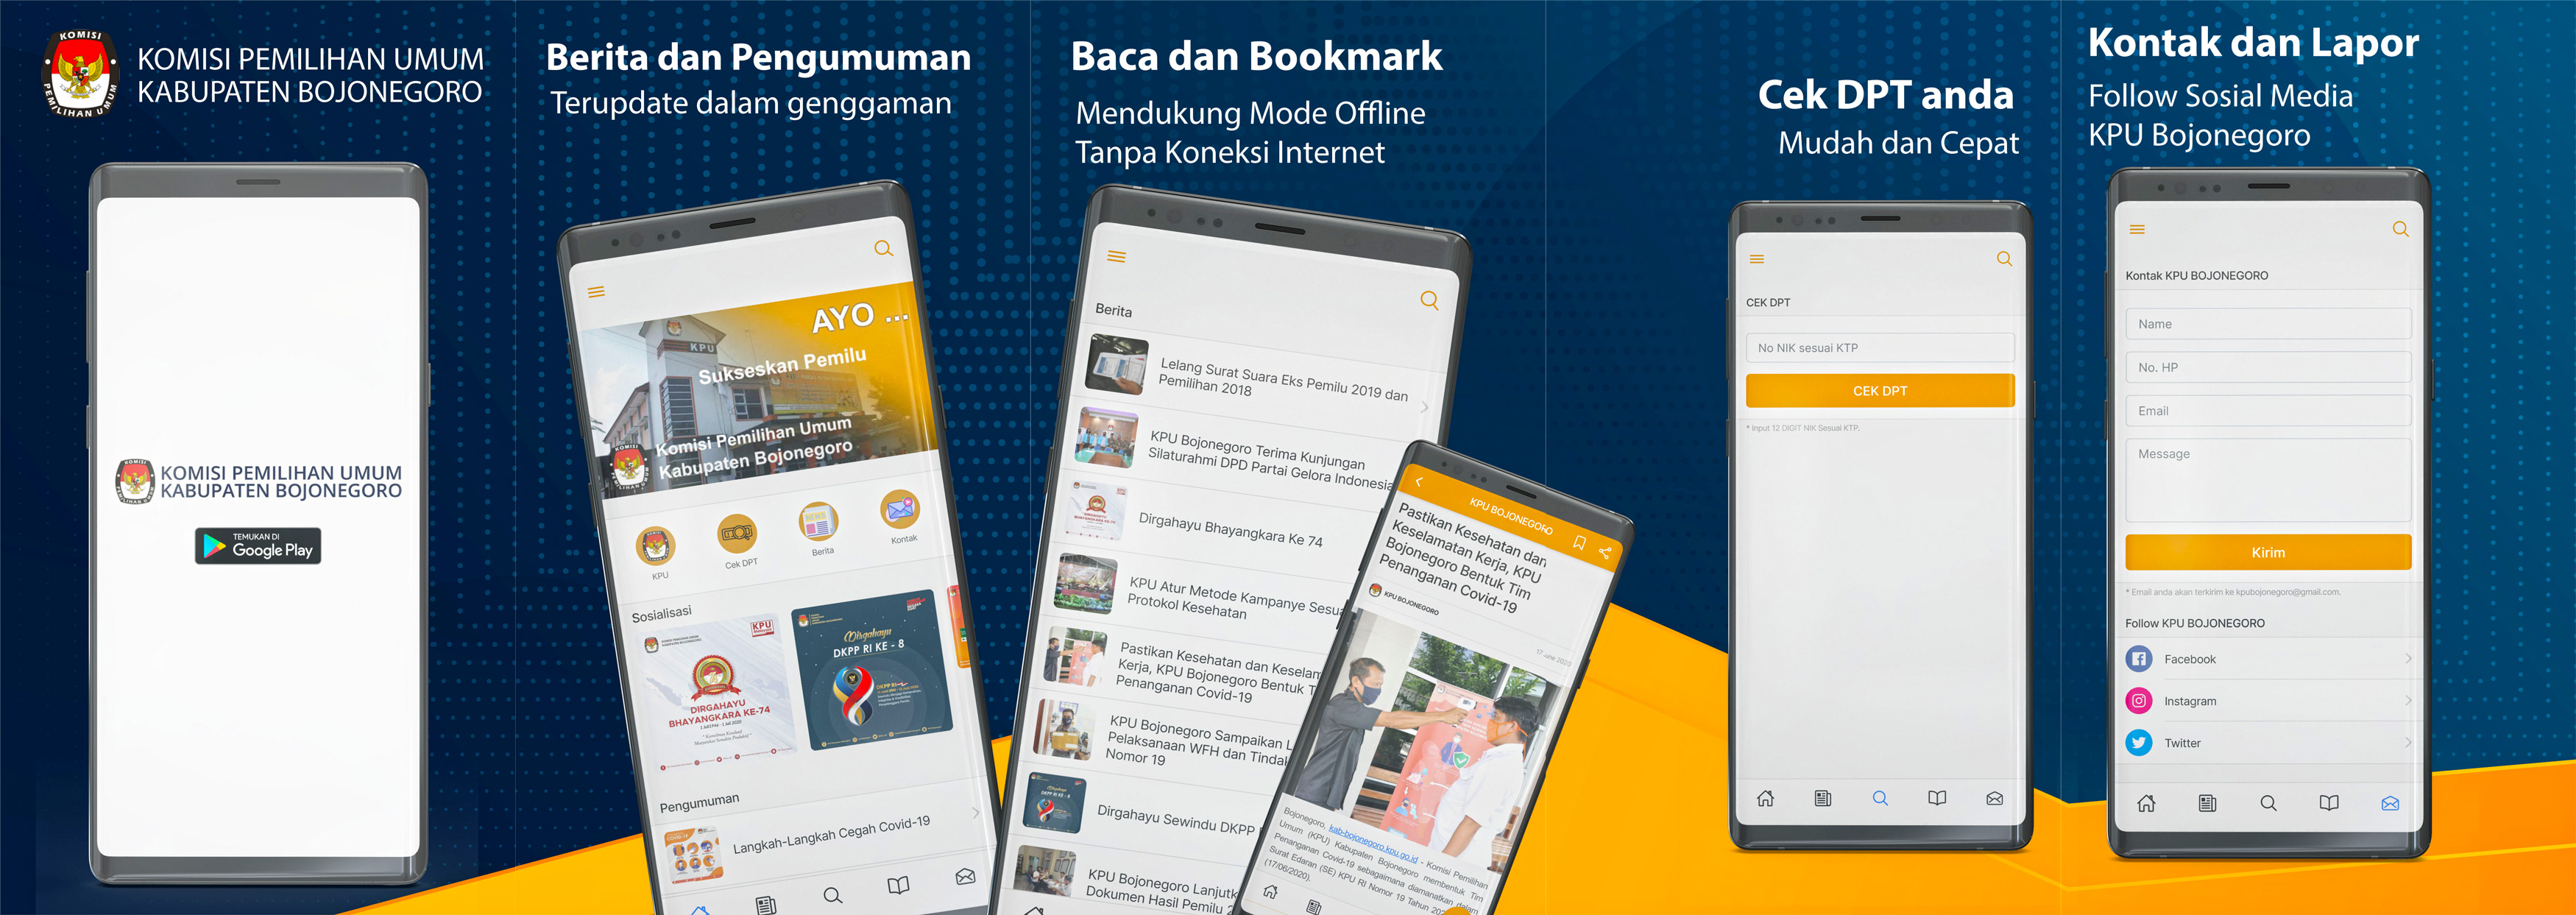 KOMISI
PEMILIHAN UMUM
KOMISI PEMILIHAN UMUM
KABUPATEN BOJONEGORO
KOMISI PEMILIHAN UMUM
KABUPATEN BOJONEGORO
TEMUKAN DI
Google Play
Berita dan Pengumuman
Terupdate dalam genggaman
AYO ...
KPU
Sukseskan Pemilu
Komisi Pemilihan Umum
Kabupaten Bojonegoro
NEWS
KPU
Cek DPT
Berita
Kontak
Sosialisasi
KPU
DIRGAHAYU
BHAYANGKARA KE-74
Dirgahayu
DKPP RI KE - 8
Pengumuman
Langkah-Langkah Cegah Covid-19
Baca dan Bookmark
Mendukung Mode Offline
Tanpa Koneksi Internet
Berita
Lelang Surat Suara Eks Pemilu 2019 dan
Pemilihan 2018
KPU Bojonegoro Terima Kunjungan
Silaturahmi DPD Partai Gelora Indonesia
Dirgahayu Bhayangkara Ke 74
KPU Atur Metode Kampanye Sesua
Protokol Kesehatan
Pastikan Kesehatan dan Keselam
Kerja, KPU Bojonegoro Bentuk T
Penanganan Covid-19
KPU Bojonegoro Sampaikan L
Pelaksanaan WFH dan Tindak
Nomor 19
Dirgahayu Sewindu DKPP
KPU Bojonegoro Lanjutk
Dokumen Hasil Pemilu 2
KPU BOJONEGORO
Pastikan Kesehatan dan
Keselamatan Kerja, KPU
Bojonegoro Bentuk Tim
Penanganan Covid-19
KPU BOJONEGORO
17 June 2020
Bojonegoro, kab-bojonegoro.kpu.go.id - Komisi Pemilihan
Umum (KPU) Kabupaten Bojonegoro membentuk Tim
Penanganan Covid-19 sebagaimana diamanatkan dalam
Surat Edaran (SE) KPU RI Nomor 19 Tahun 202
(17/06/2020).
Cek DPT anda
Mudah dan Cepat
CEK DPT
No NIK sesuai KTP
CEK DPT
* Input 12 DIGIT NIK Sesuai KTP.
Kontak dan Lapor
Follow Sosial Media
KPU Bojonegoro
Kontak KPU BOJONEGORO
Name
No. HP
Email
Message
Kirim
* Email anda akan terkirim ke kpubojonegoro@gmail.com.
Follow KPU BOJONEGORO
Facebook
Instagram
Twitter